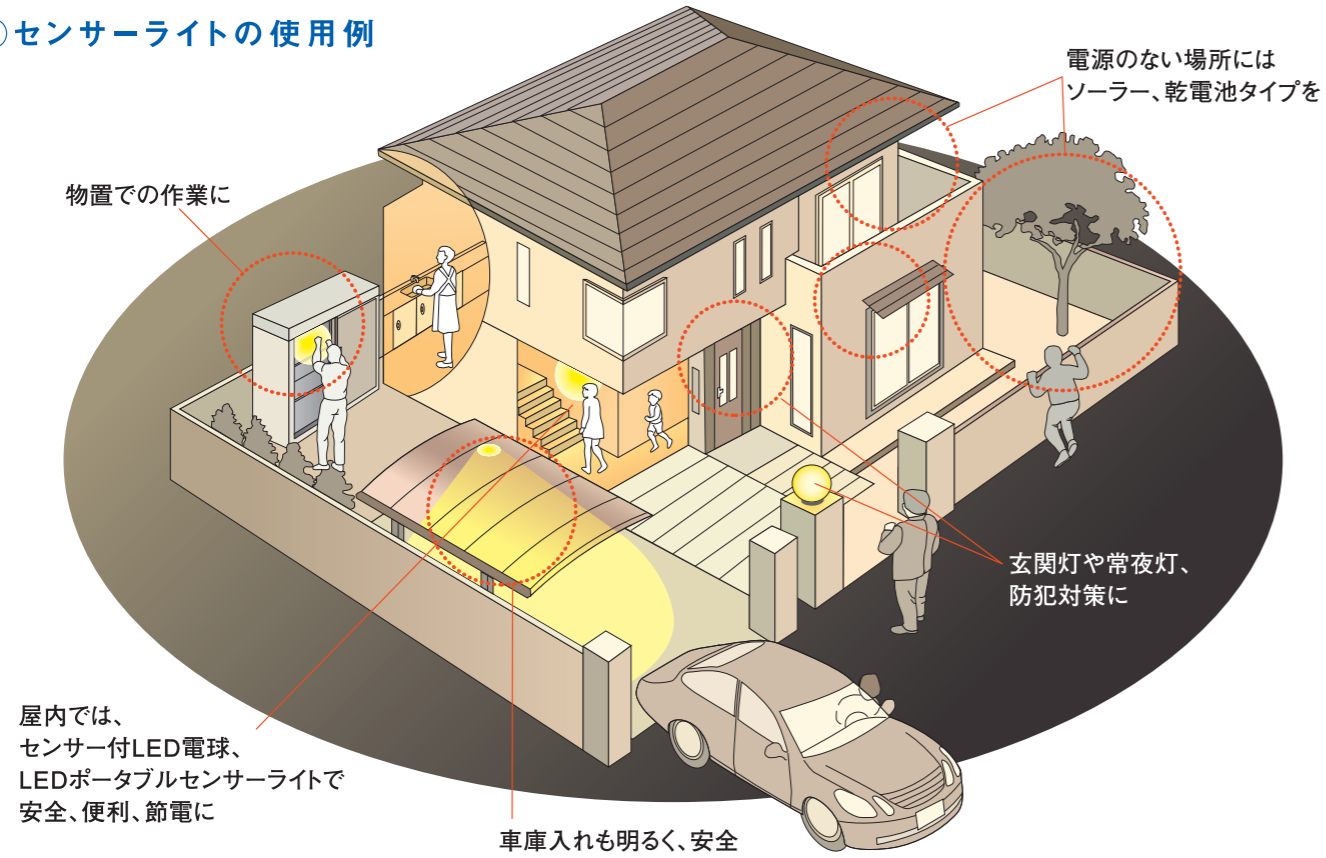 センサーライトの使用例
電源のない場所には
ソーラー、乾電池タイプを
物置での作業に
玄関灯や常夜灯、
防犯対策に
屋内では、
センサー付LED電球、
LEDポータブルセンサーライトで
安全、便利、節電に
車庫入れも明るく、安全